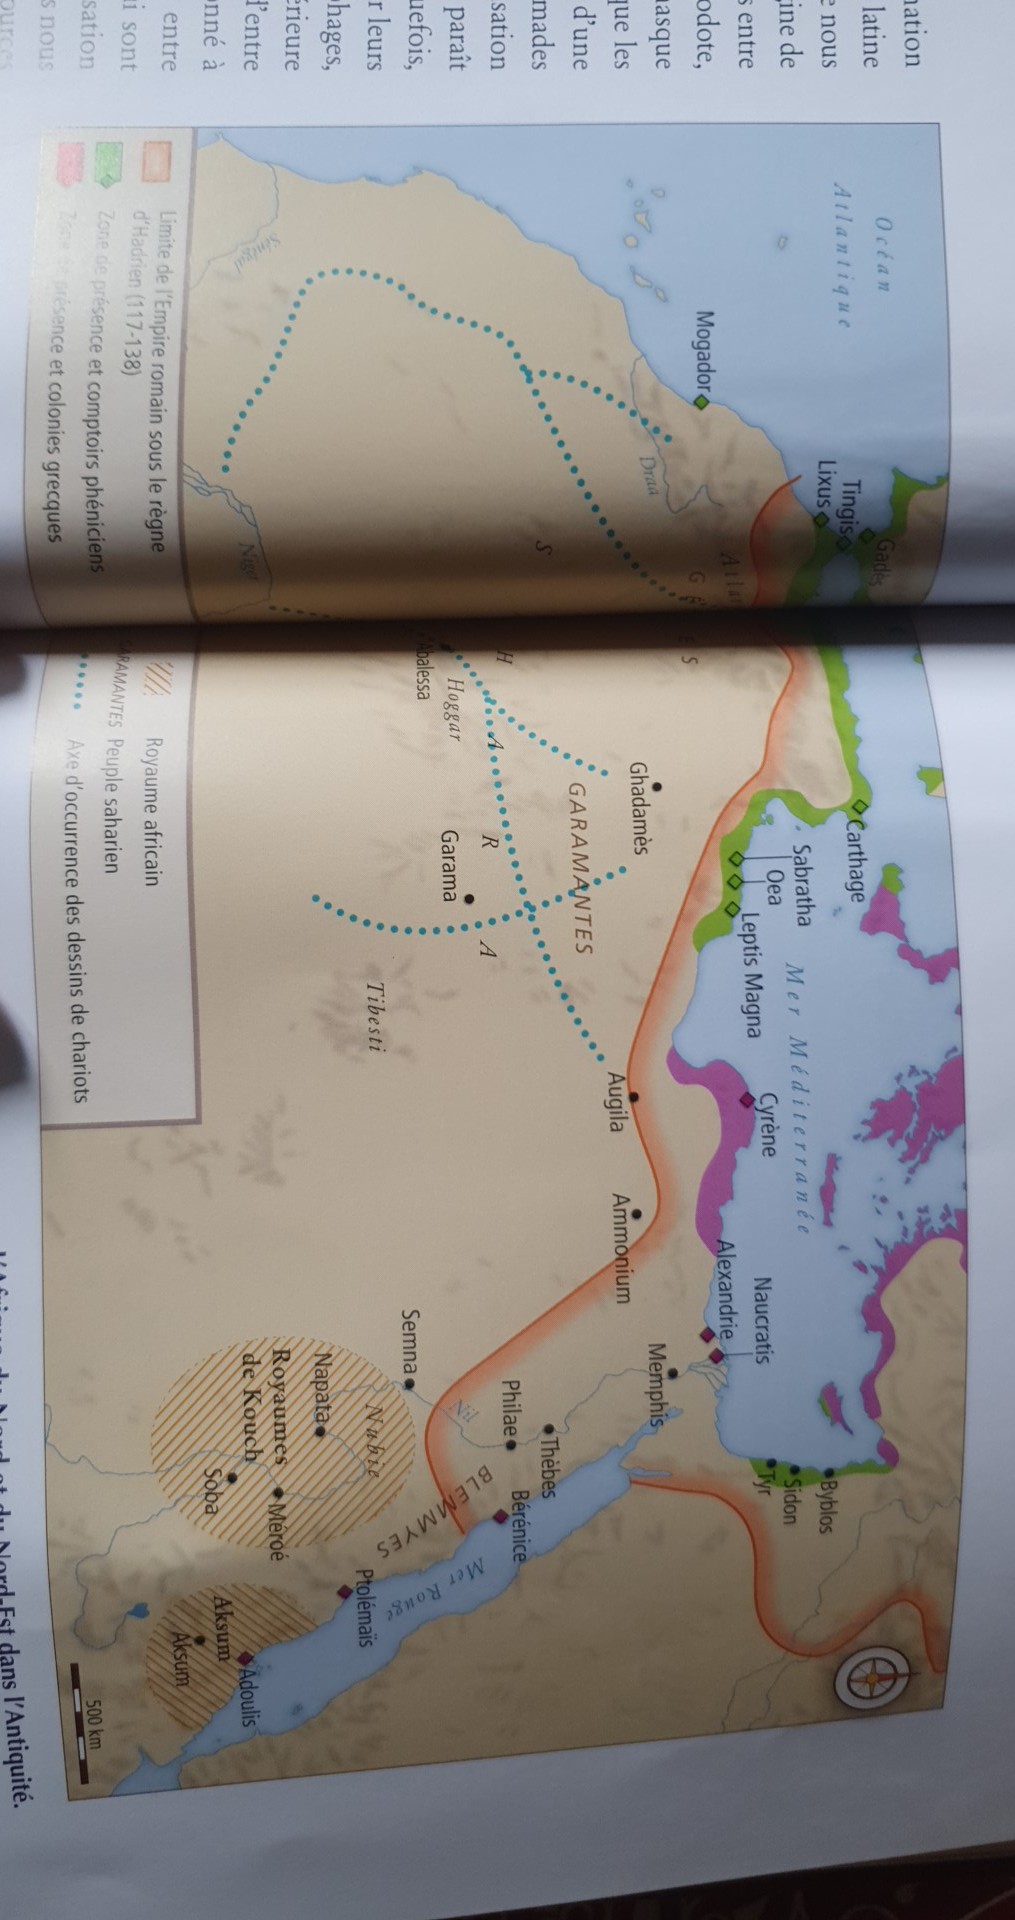 nation
latine
e nous
ine de
s entre
odote,
asque
que les
d'une
mades
sation
paraît
uefois,
r leurs
hages,
érieure
d'entre
onné à
entre
i sont
sation
s nous
ources
Océan
Atlantique
Mogador
Draa
Sénégal
Niger
Tingis
Lixus
Gadès
Atlas
S
A
H
A
R
A
Abalessa
Hoggar
Ghadamès
GARAMANTES
Garama
Tibesti
Carthage
Sabratha
Oea
Leptis Magna
Mer Méditerranée
Cyrène
Augila
Ammonium
Alexandrie
Naucratis
Memphis
Byblos
Sidon
Tyr
Thèbes
Philae
Nil
Bérénice
BLEMMYES
Mer Rouge
Semna
Nubie
Napata
Royaumes
de Kouch
Méroé
Soba
Ptolémaïs
Aksum
Aksum
Adoulis
500 km
Limite de l'Empire romain sous le règne
d'Hadrien (117-138)
Zone de présence et comptoirs phéniciens
Zone de présence et colonies grecques
Royaume africain
GARAMANTES Peuple saharien
Axe d'occurrence des dessins de chariots
L'Afrique du Nord et du Nord-Est dans l'Antiquité.